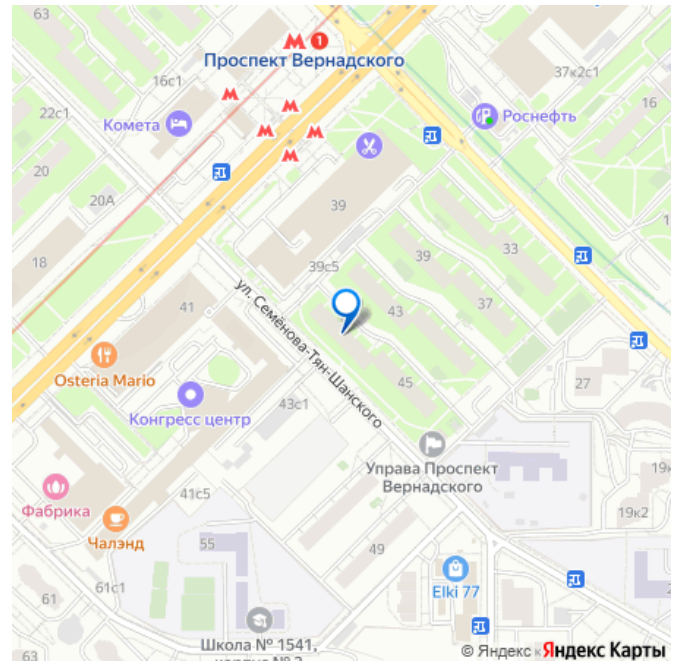 63
1
Проспект Вернадского
16с1
37к2с1
22с1
Комета
Роснефть
16
20
20А
39
18
39
33
39с5
37
41
43
ул. Семёнова-Тян-Шанского
Osteria Mario
27
Конгресс центр
43с1
45
Управа Проспект
Вернадского
19к2
Фабрика
41с5
Чалэнд
55
49
61
61с1
Elki 77
Школа № 1541,
63
© Яндекс
Яндекс Карты